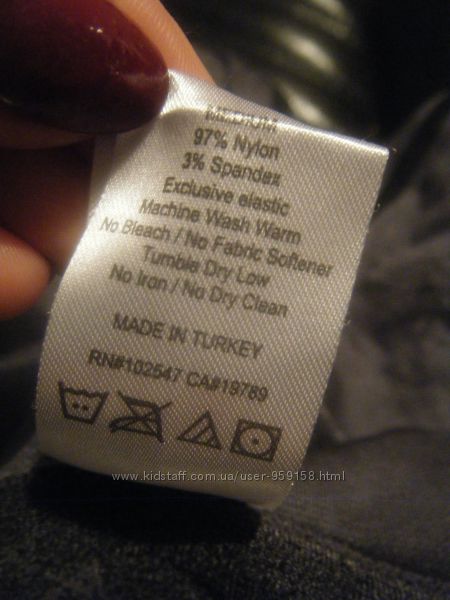 MEDIUM
97% Nylon
3% Spandex
Exclusive elastic
Machine Wash Warm
No Bleach / No Fabric Softener
Tumble Dry Low
No Iron / No Dry Clean
MADE IN TURKEY
RN#102547 CA#19789
www.kidstaff.com.ua/user-959158.html